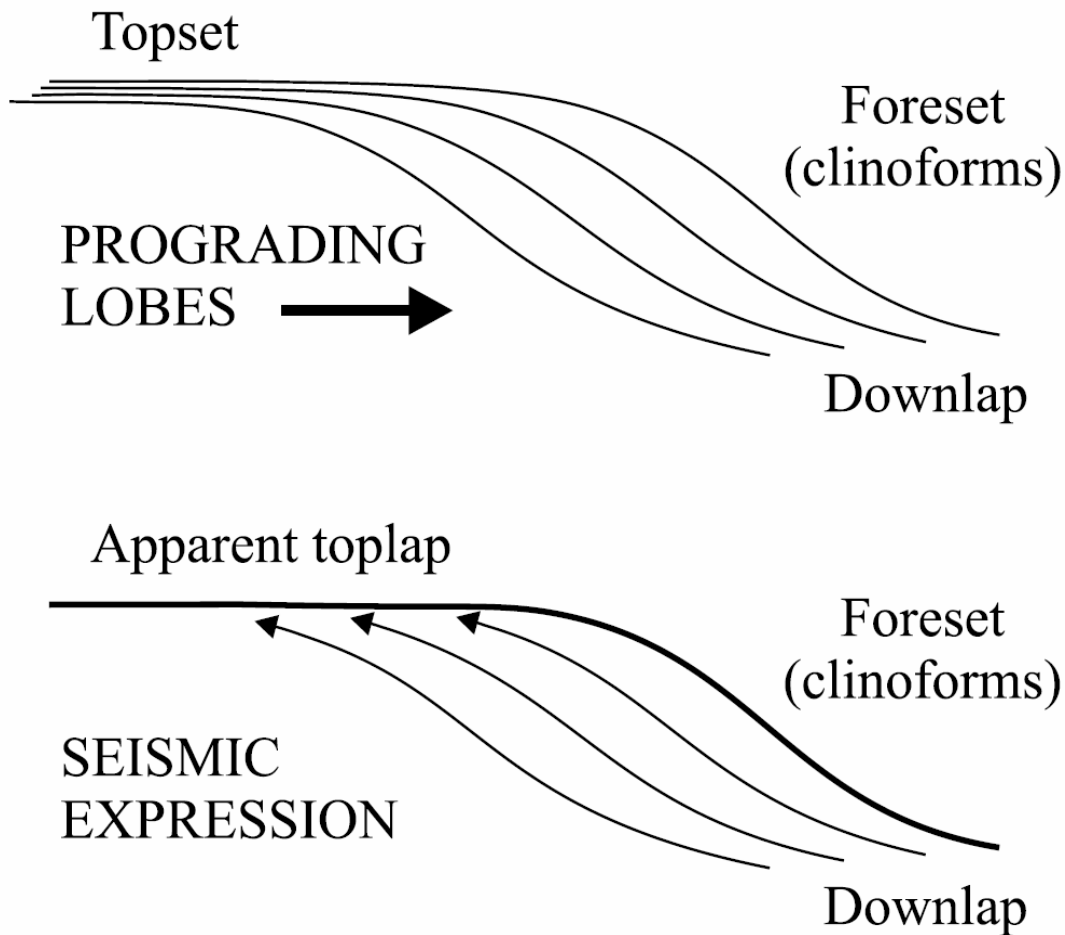 Topset
Foreset
(clinoforms)
PROGRADING
LOBES
Downlap
Apparent toplap
Foreset
(clinoforms)
SEISMIC
EXPRESSION
Downlap